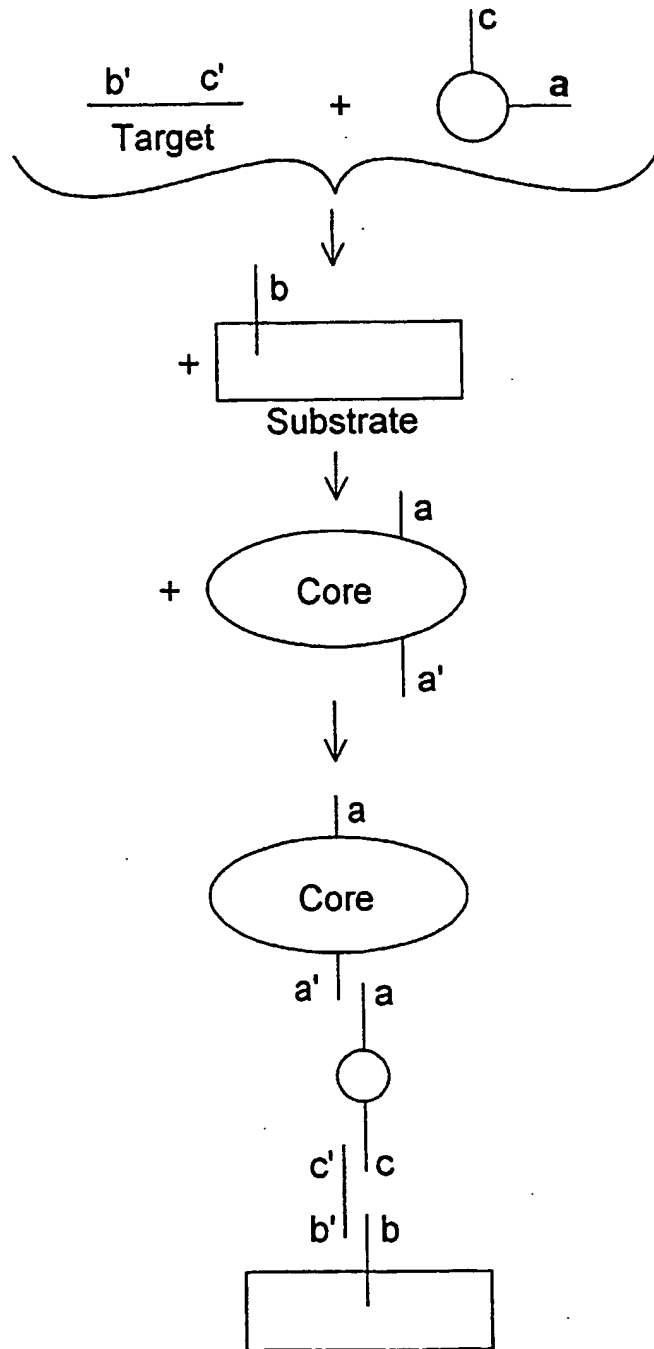 c
b' c' + a
Target
b
+
Substrate
a
+ Core
a'
a
Core
a' a
c' c
b' b